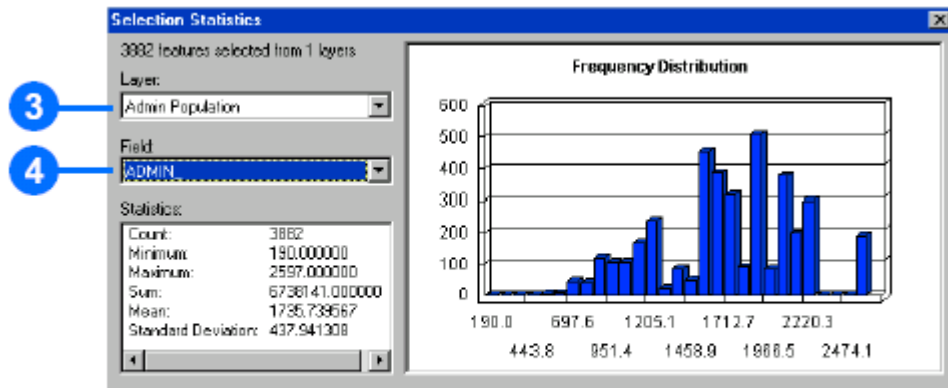 Selection Statistics
3882 features selected from 1 layers
Layer:
3
Admin Population
Field:
4
ADMIN_
Statistics:
Count: 3882
Minimum: 190.000000
Maximum: 2597.000000
Sum: 6738141.000000
Mean: 1735.739567
Standard Deviation: 437.941308
Frequency Distribution
600
500
400
300
200
100
0
190.0 697.6 1205.1 1712.7 2220.3
443.8 951.4 1458.9 1966.5 2474.1